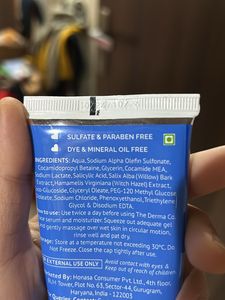 SULFATE & PARABEN FREE
DYE & MINERAL OIL FREE
INGREDIENTS: Aqua, Sodium Alpha Olefin Sulfonate,
Cocamidopropyl Betaine, Glycerin, Cocamide MEA,
Sodium Lactate, Salicylic Acid, Salix Alba (Willow) Bark
Extract, Hamamelis Virginiana (Witch Hazel) Extract,
Glucoside, Glyceryl Oleate, PEG-120 Methyl Glucose
Sodium Chloride, Phenoxyethanol, Triethylene
Glycol & Disodium EDTA.
to Use: Use twice a day before using The Derma Co.
serum and moisturizer. Squeeze out adequate gel
and gently massage over wet skin in circular motion,
rinse well and pat dry.
Store at a temperature not exceeding 30°C. Do
Not Freeze. Close the cap tightly after use.
EXTERNAL USE ONLY
Avoid contact with eyes &
Keep out of reach of children
Honasa Consumer Pvt. Ltd., 4th floor,
Tower, Plot No. 63, Sector-44, Gurugram,
Haryana, India - 122003